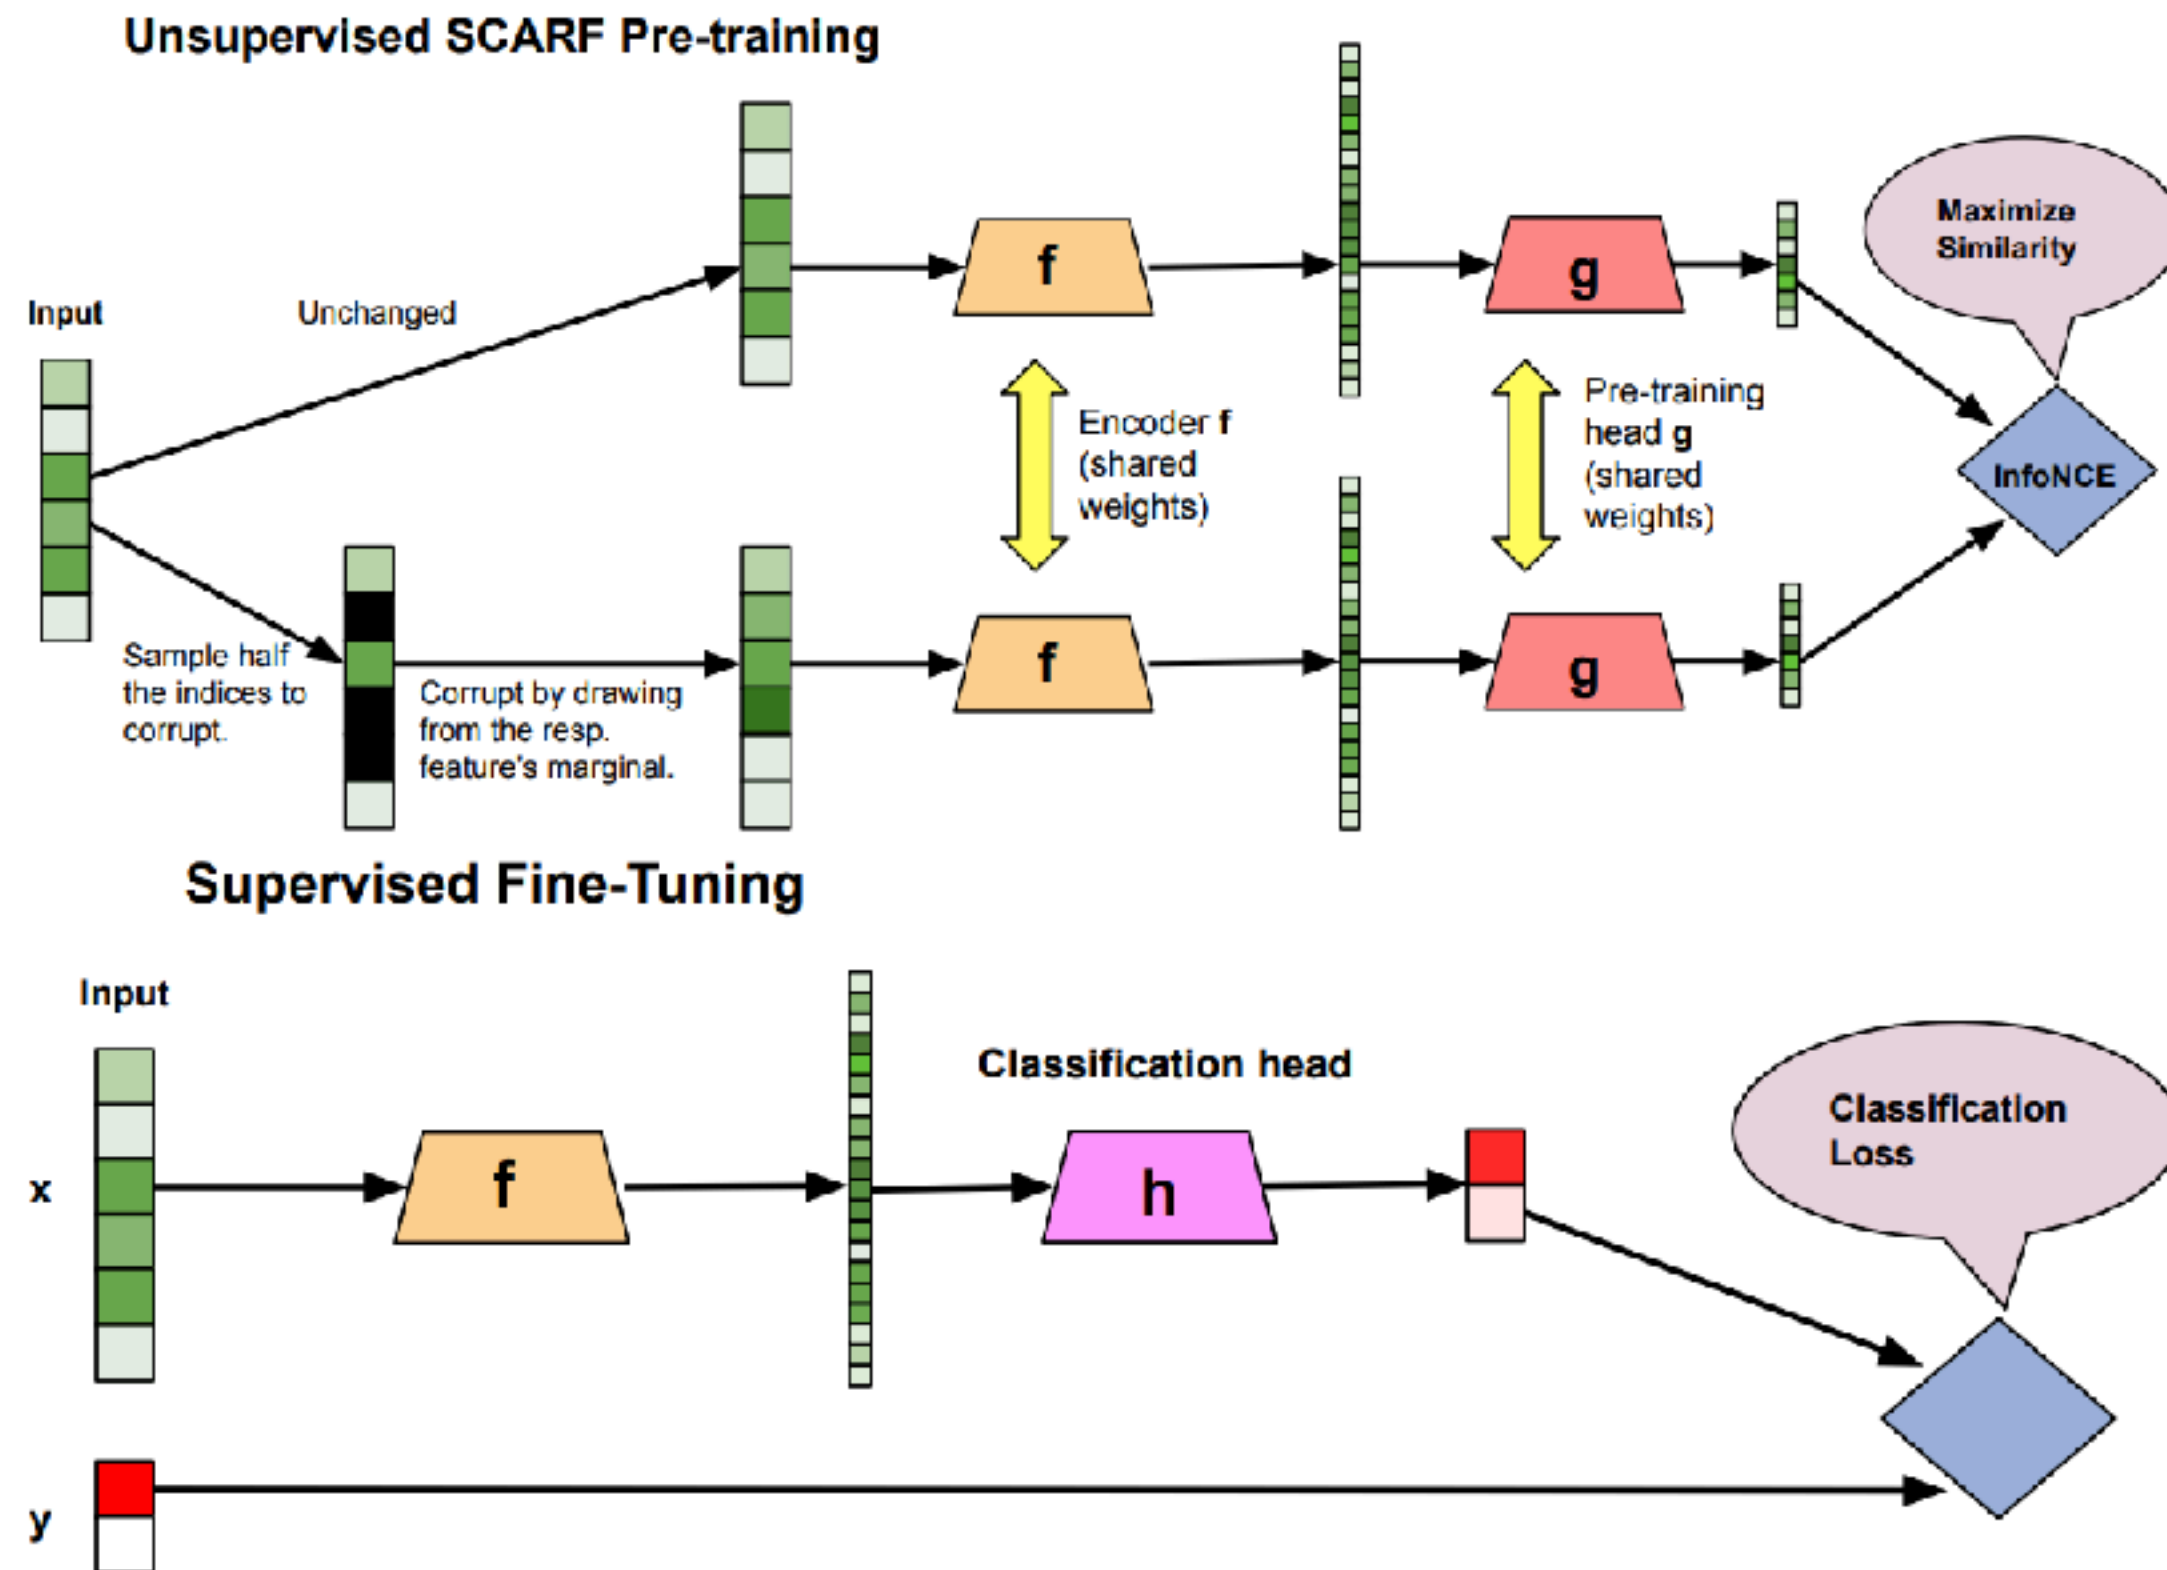 Unsupervised SCARF Pre-training
Input
Unchanged
f
g
Maximize
Similarity
Encoder f
(shared
weights)
Pre-training
head g
(shared
weights)
InfoNCE
Sample half
the indices to
corrupt.
Corrupt by drawing
from the resp.
feature's marginal.
f
g
Supervised Fine-Tuning
Input
x
f
Classification head
h
Classification
Loss
y